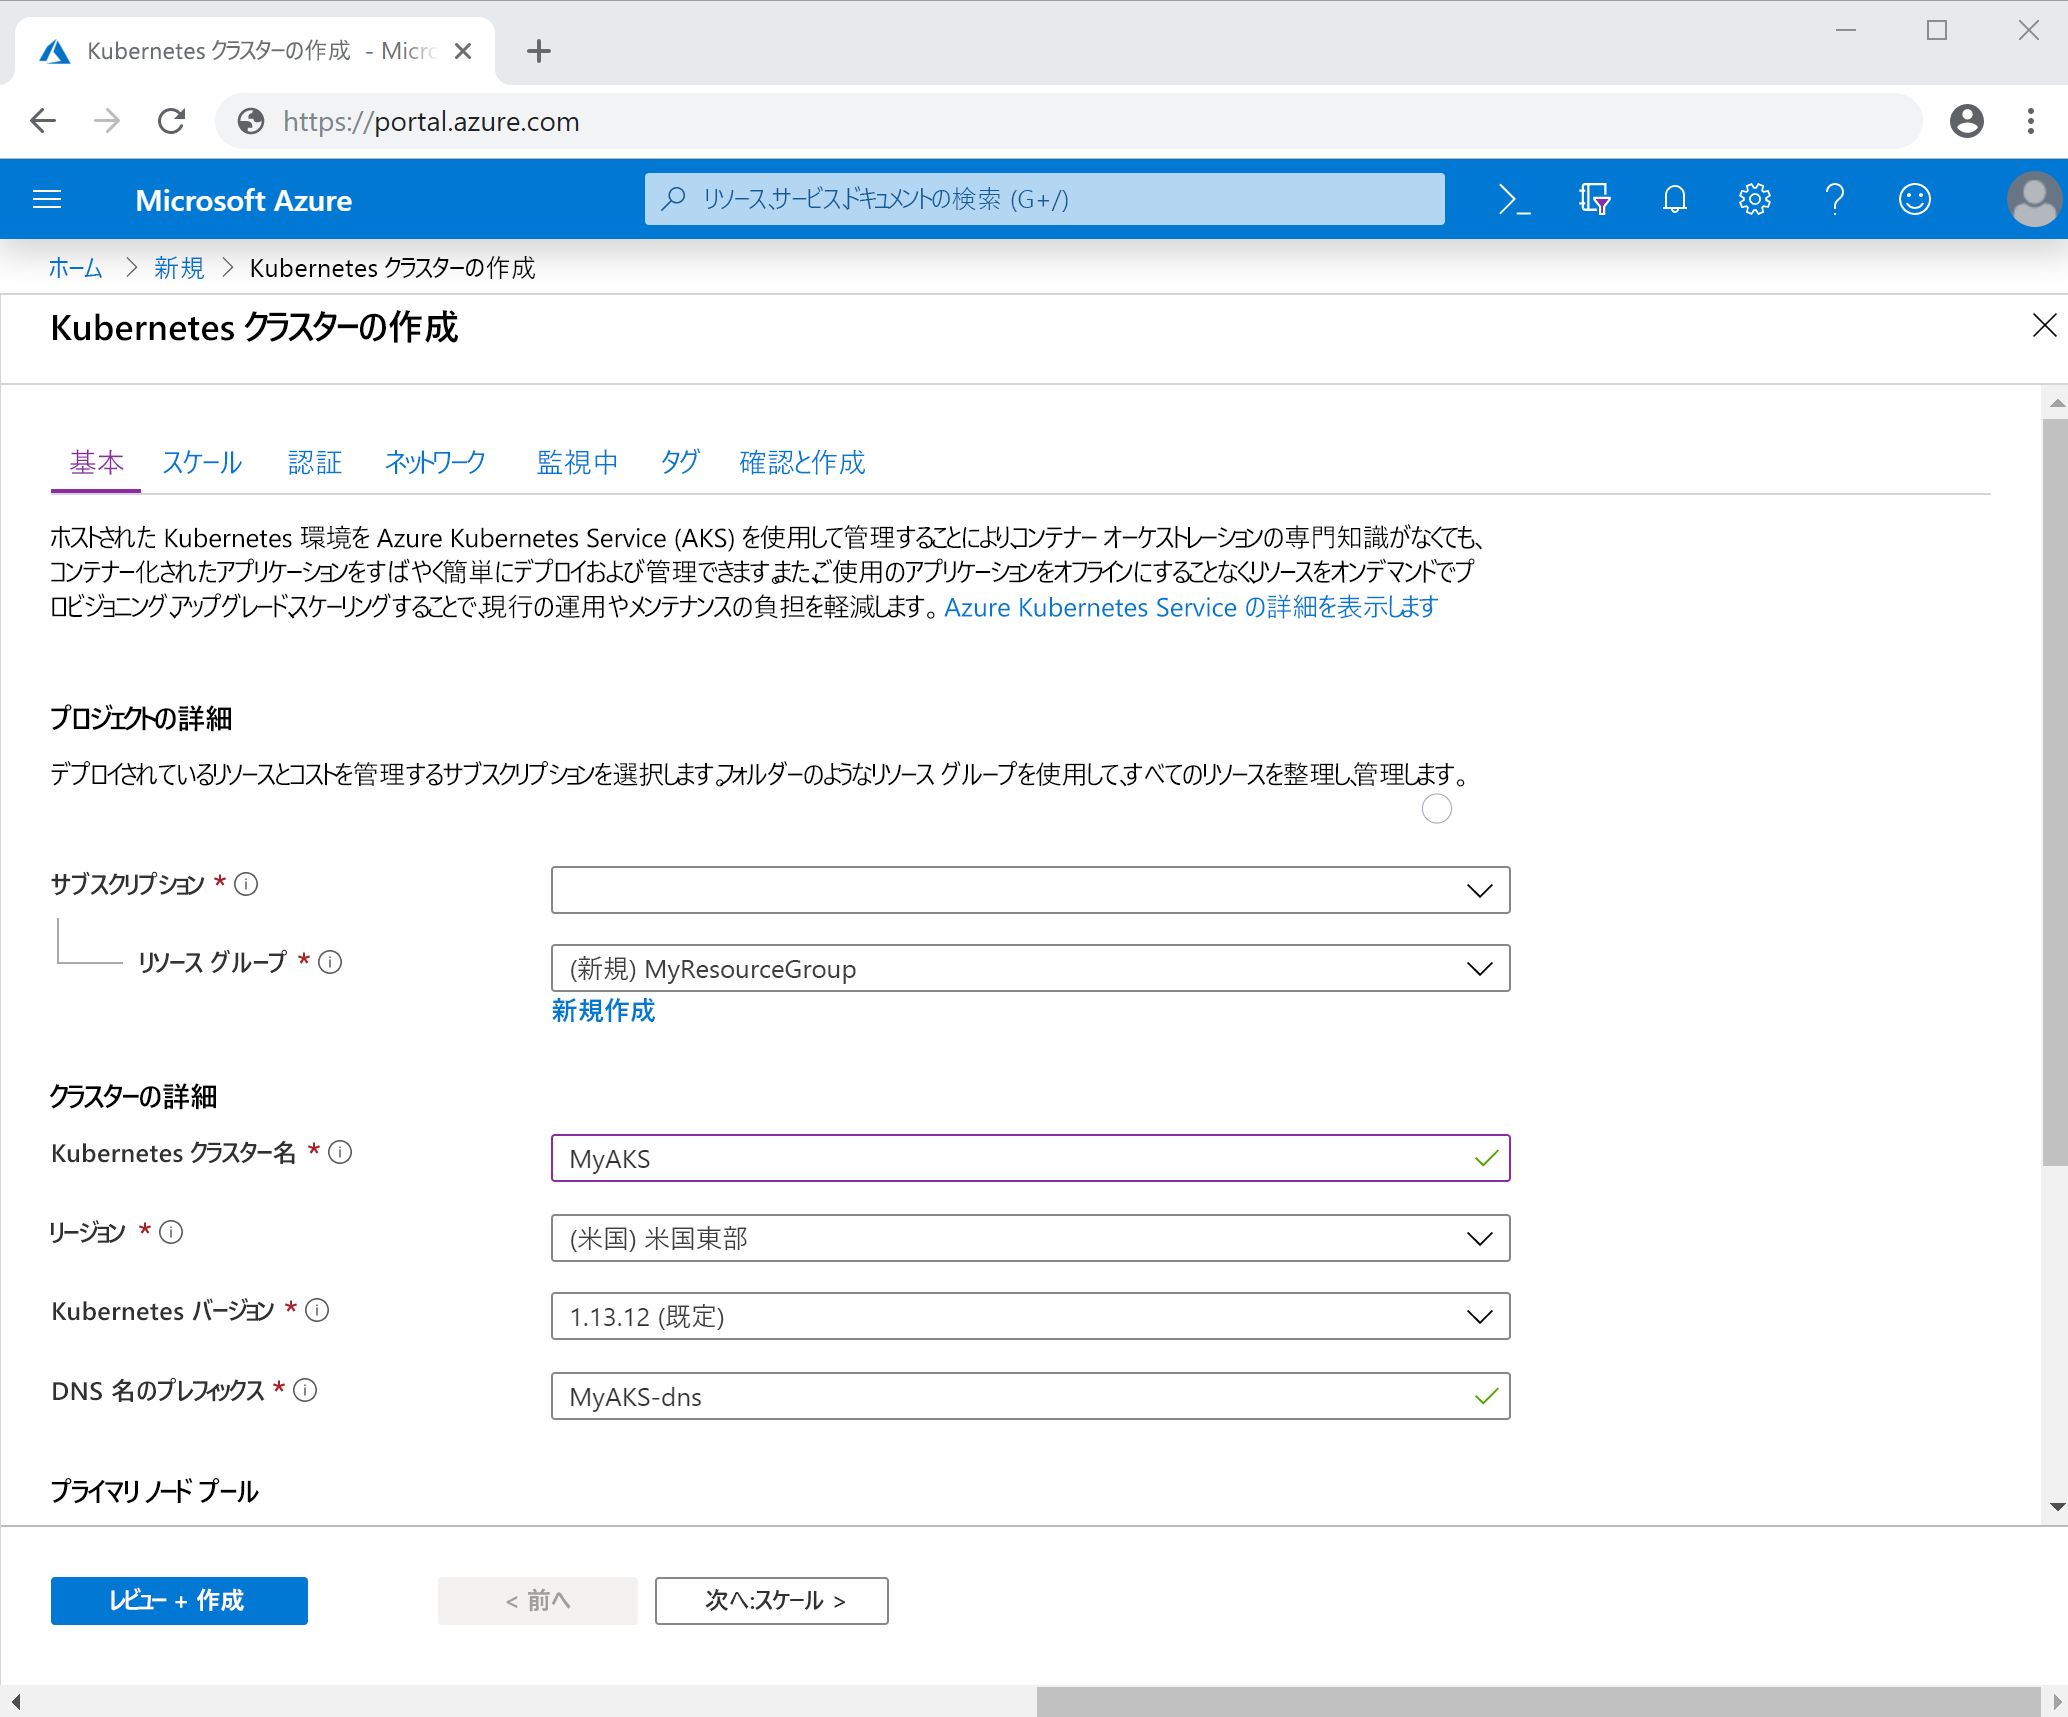 Kubernetes クラスターの作成 - Micro
https://portal.azure.com
Microsoft Azure
リソース、サービス、ドキュメントの検索 (G+/)
ホーム > 新規 > Kubernetes クラスターの作成
Kubernetes クラスターの作成
基本 スケール 認証 ネットワーク 監視中 タグ 確認と作成
ホストされた Kubernetes 環境を Azure Kubernetes Service (AKS) を使用して管理することにより、コンテナー オーケストレーションの専門知識がなくても、
コンテナー化されたアプリケーションをすばやく簡単にデプロイおよび管理できます。また、ご使用のアプリケーションをオフラインにすることなく、リソースをオンデマンドでプ
ロビジョニング、アップグレード、スケーリングすることで、現行の運用やメンテナンスの負担を軽減します。 Azure Kubernetes Service の詳細を表示します
プロジェクトの詳細
デプロイされているリソースとコストを管理するサブスクリプションを選択します。フォルダーのようなリソース グループを使用して、すべてのリソースを整理し、管理します。
サブスクリプション *
リソース グループ * (新規) MyResourceGroup
新規作成
クラスターの詳細
Kubernetes クラスター名 * MyAKS
リージョン * (米国) 米国東部
Kubernetes バージョン * 1.13.12 (既定)
DNS 名のプレフィックス * MyAKS-dns
プライマリ ノード プール
レビュー + 作成 < 前へ 次へ:スケール >